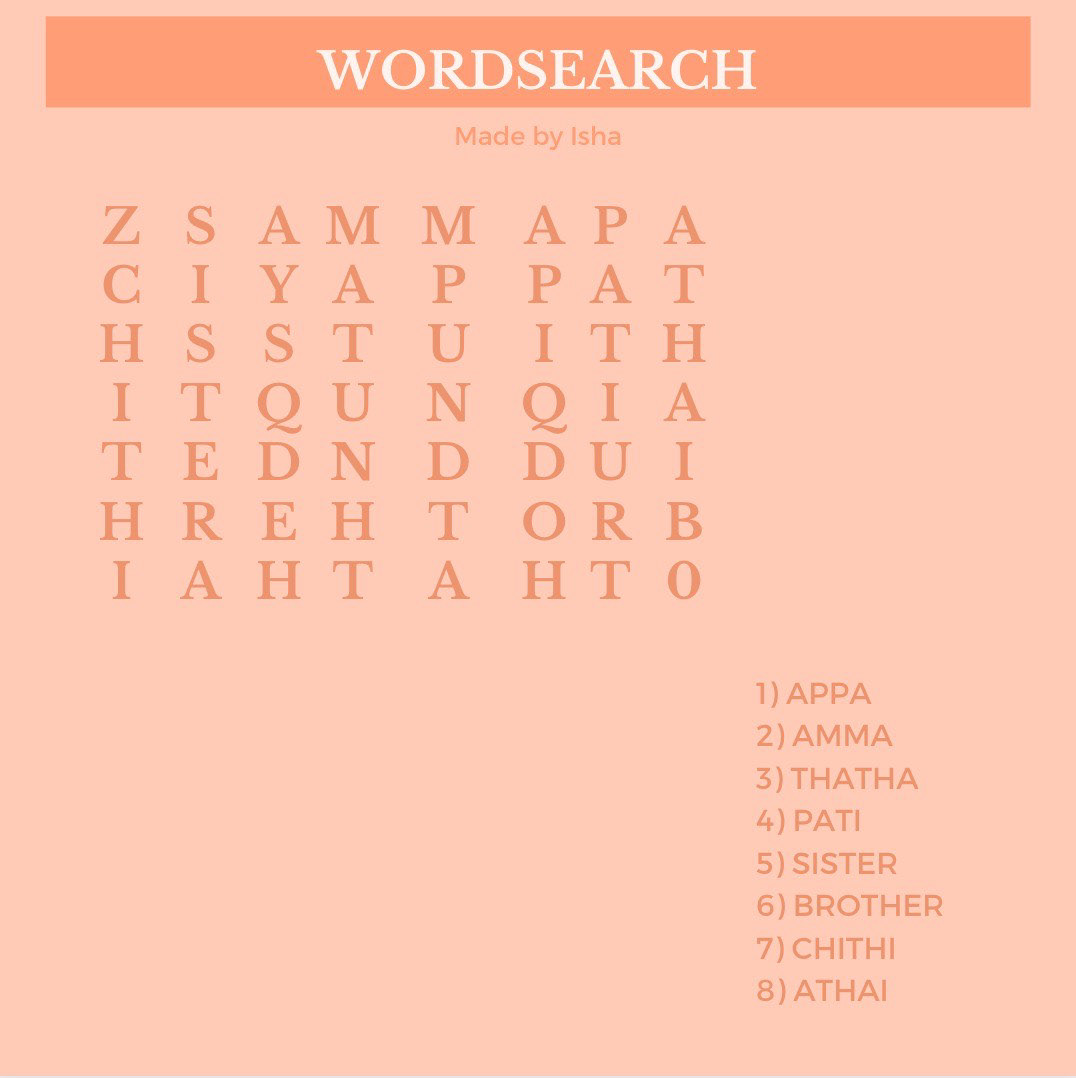 WORDSEARCH
Made by Isha
Z S A M M A P A
C I Y A P P A T
H S S T U I T H
I T Q U N Q I A
T E D N D D U I
H R E H T O R B
I A H T A H T 0
1) APPA
2) AMMA
3) THATHA
4) PATI
5) SISTER
6) BROTHER
7) CHITHI
8) ATHAI